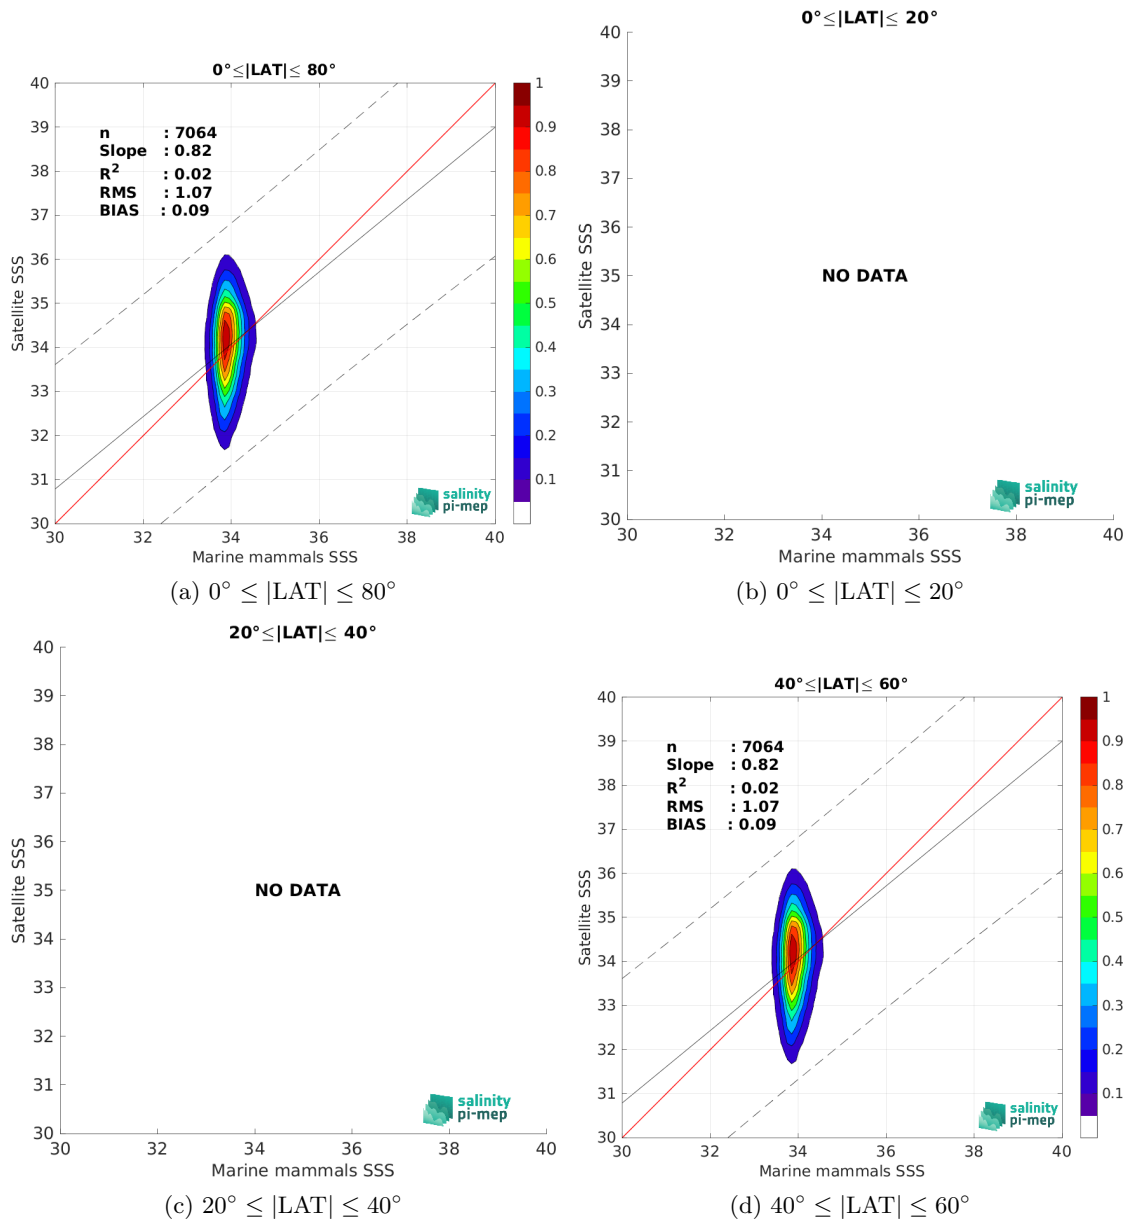 0°≤|LAT|≤ 80°
40
39
38
37
36
35
34
33
32
31
30
Satellite SSS
n : 7064
Slope : 0.82
R² : 0.02
RMS : 1.07
BIAS : 0.09
salinity
pi-mep
30 32 34 36 38 40
Marine mammals SSS
1
0.9
0.8
0.7
0.6
0.5
0.4
0.3
0.2
0.1
(a) 0° ≤ |LAT| ≤ 80°
0°≤|LAT|≤ 20°
40
39
38
37
36
35
34
33
32
31
30
Satellite SSS
NO DATA
salinity
pi-mep
30 32 34 36 38 40
Marine mammals SSS
(b) 0° ≤ |LAT| ≤ 20°
20°≤|LAT|≤ 40°
40
39
38
37
36
35
34
33
32
31
30
Satellite SSS
NO DATA
salinity
pi-mep
30 32 34 36 38 40
Marine mammals SSS
(c) 20° ≤ |LAT| ≤ 40°
40°≤|LAT|≤ 60°
40
39
38
37
36
35
34
33
32
31
30
Satellite SSS
n : 7064
Slope : 0.82
R² : 0.02
RMS : 1.07
BIAS : 0.09
salinity
pi-mep
30 32 34 36 38 40
Marine mammals SSS
1
0.9
0.8
0.7
0.6
0.5
0.4
0.3
0.2
0.1
(d) 40° ≤ |LAT| ≤ 60°